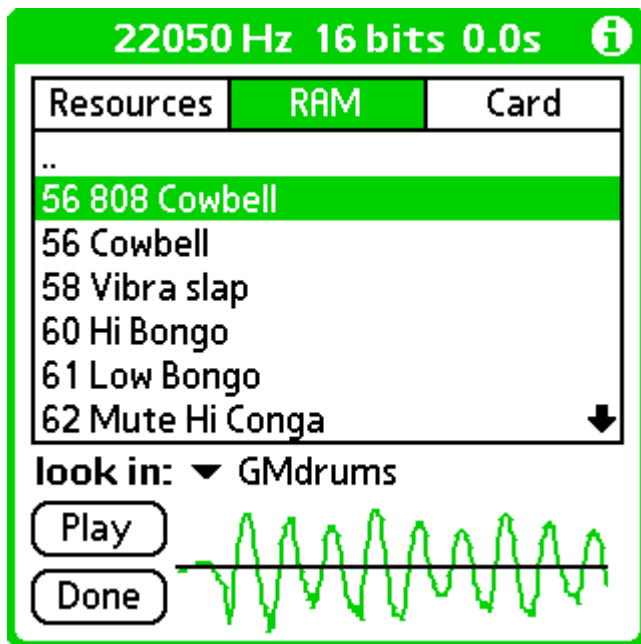 22050 Hz 16 bits 0.0s i
Resources RAM Card
..
56 808 Cowbell
56 Cowbell
58 Vibra slap
60 Hi Bongo
61 Low Bongo
62 Mute Hi Conga
look in: GMdrums
Play
Done